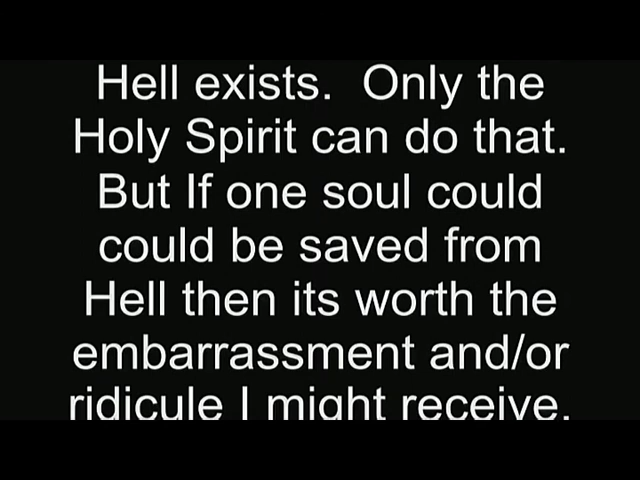 Hell exists.  Only the
Holy Spirit can do that.
But If one soul could
could be saved from
Hell then its worth the
embarrassment and/or
ridicule I might receive.